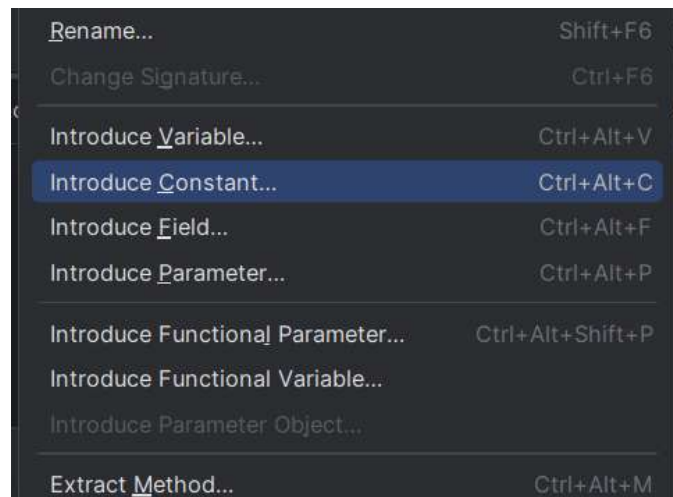 Rename... Shift+F6
Change Signature... Ctrl+F6
Introduce Variable... Ctrl+Alt+V
Introduce Constant... Ctrl+Alt+C
Introduce Field... Ctrl+Alt+F
Introduce Parameter... Ctrl+Alt+P
Introduce Functional Parameter... Ctrl+Alt+Shift+P
Introduce Functional Variable...
Introduce Parameter Object...
Extract Method... Ctrl+Alt+M